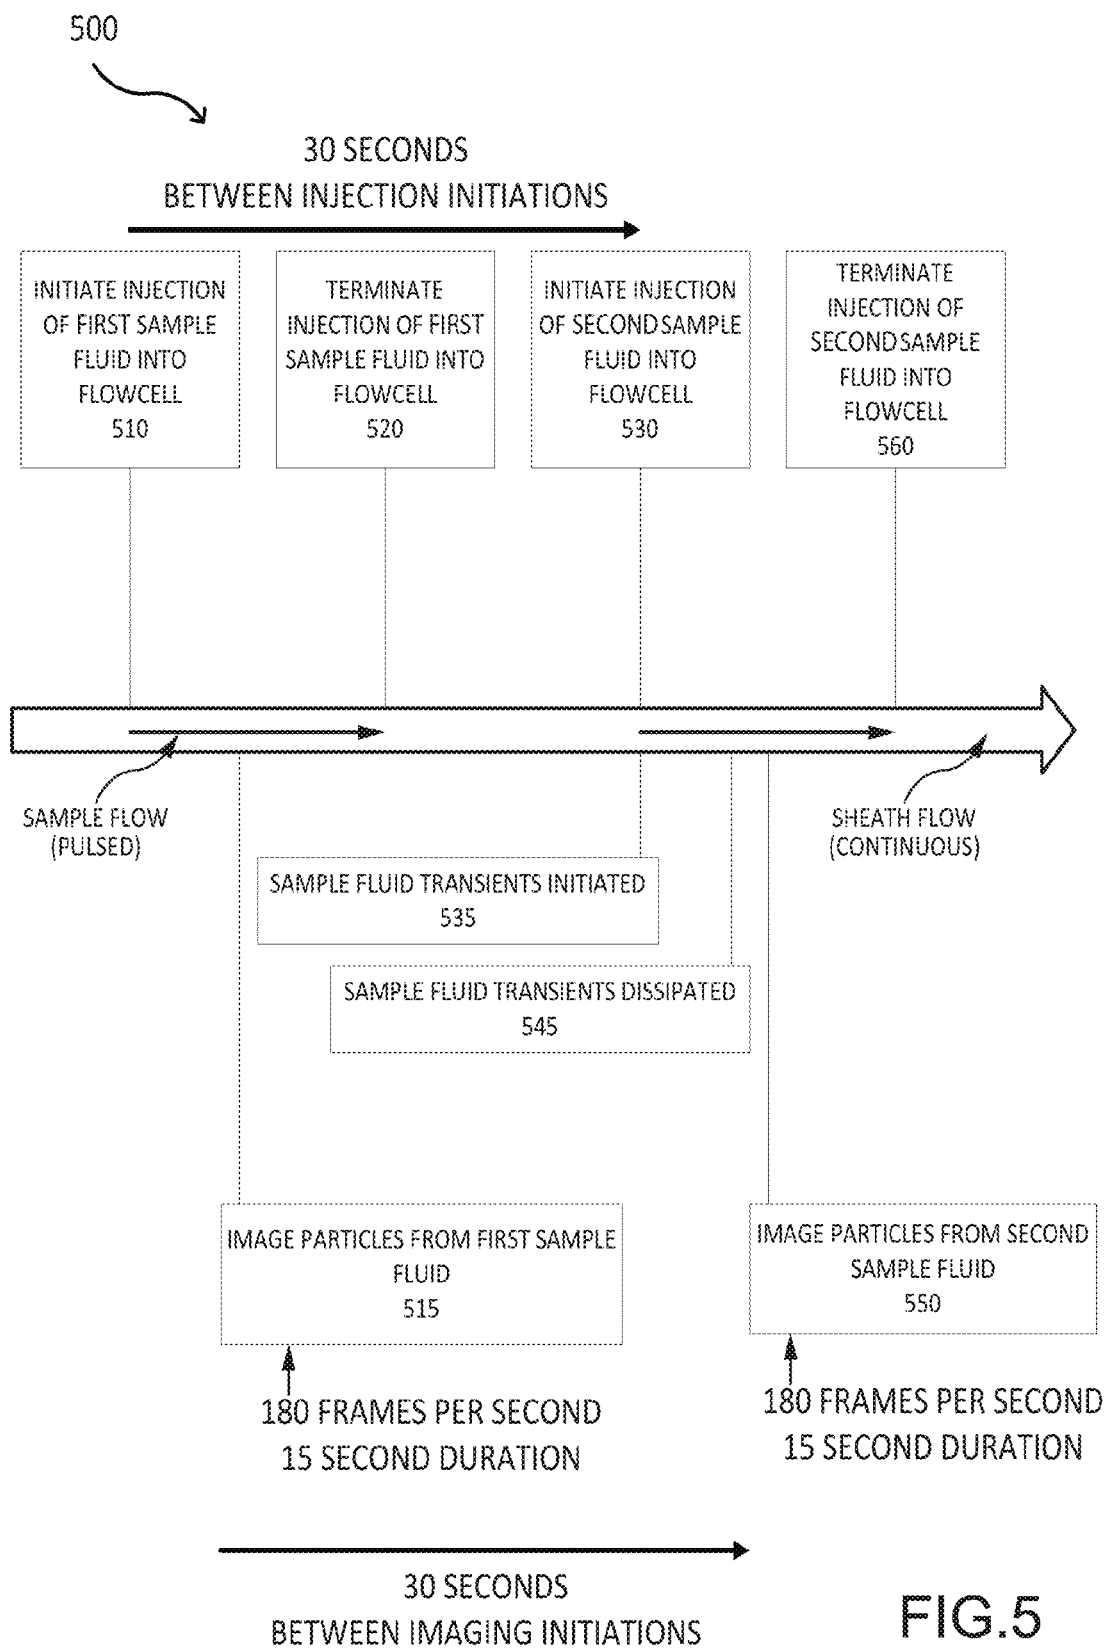 500
30 SECONDS
BETWEEN INJECTION INITIATIONS
INITIATE INJECTION
OF FIRST SAMPLE
FLUID INTO
FLOWCELL
510
TERMINATE
INJECTION OF FIRST
SAMPLE FLUID INTO
FLOWCELL
520
INITIATE INJECTION
OF SECOND SAMPLE
FLUID INTO
FLOWCELL
530
TERMINATE
INJECTION OF
SECOND SAMPLE
FLUID INTO
FLOWCELL
560
SAMPLE FLOW
(PULSED)
SHEATH FLOW
(CONTINUOUS)
SAMPLE FLUID TRANSIENTS INITIATED
535
SAMPLE FLUID TRANSIENTS DISSIPATED
545
IMAGE PARTICLES FROM FIRST SAMPLE
FLUID
515
IMAGE PARTICLES FROM SECOND
SAMPLE FLUID
550
180 FRAMES PER SECOND
15 SECOND DURATION
180 FRAMES PER SECOND
15 SECOND DURATION
30 SECONDS
BETWEEN IMAGING INITIATIONS
FIG.5